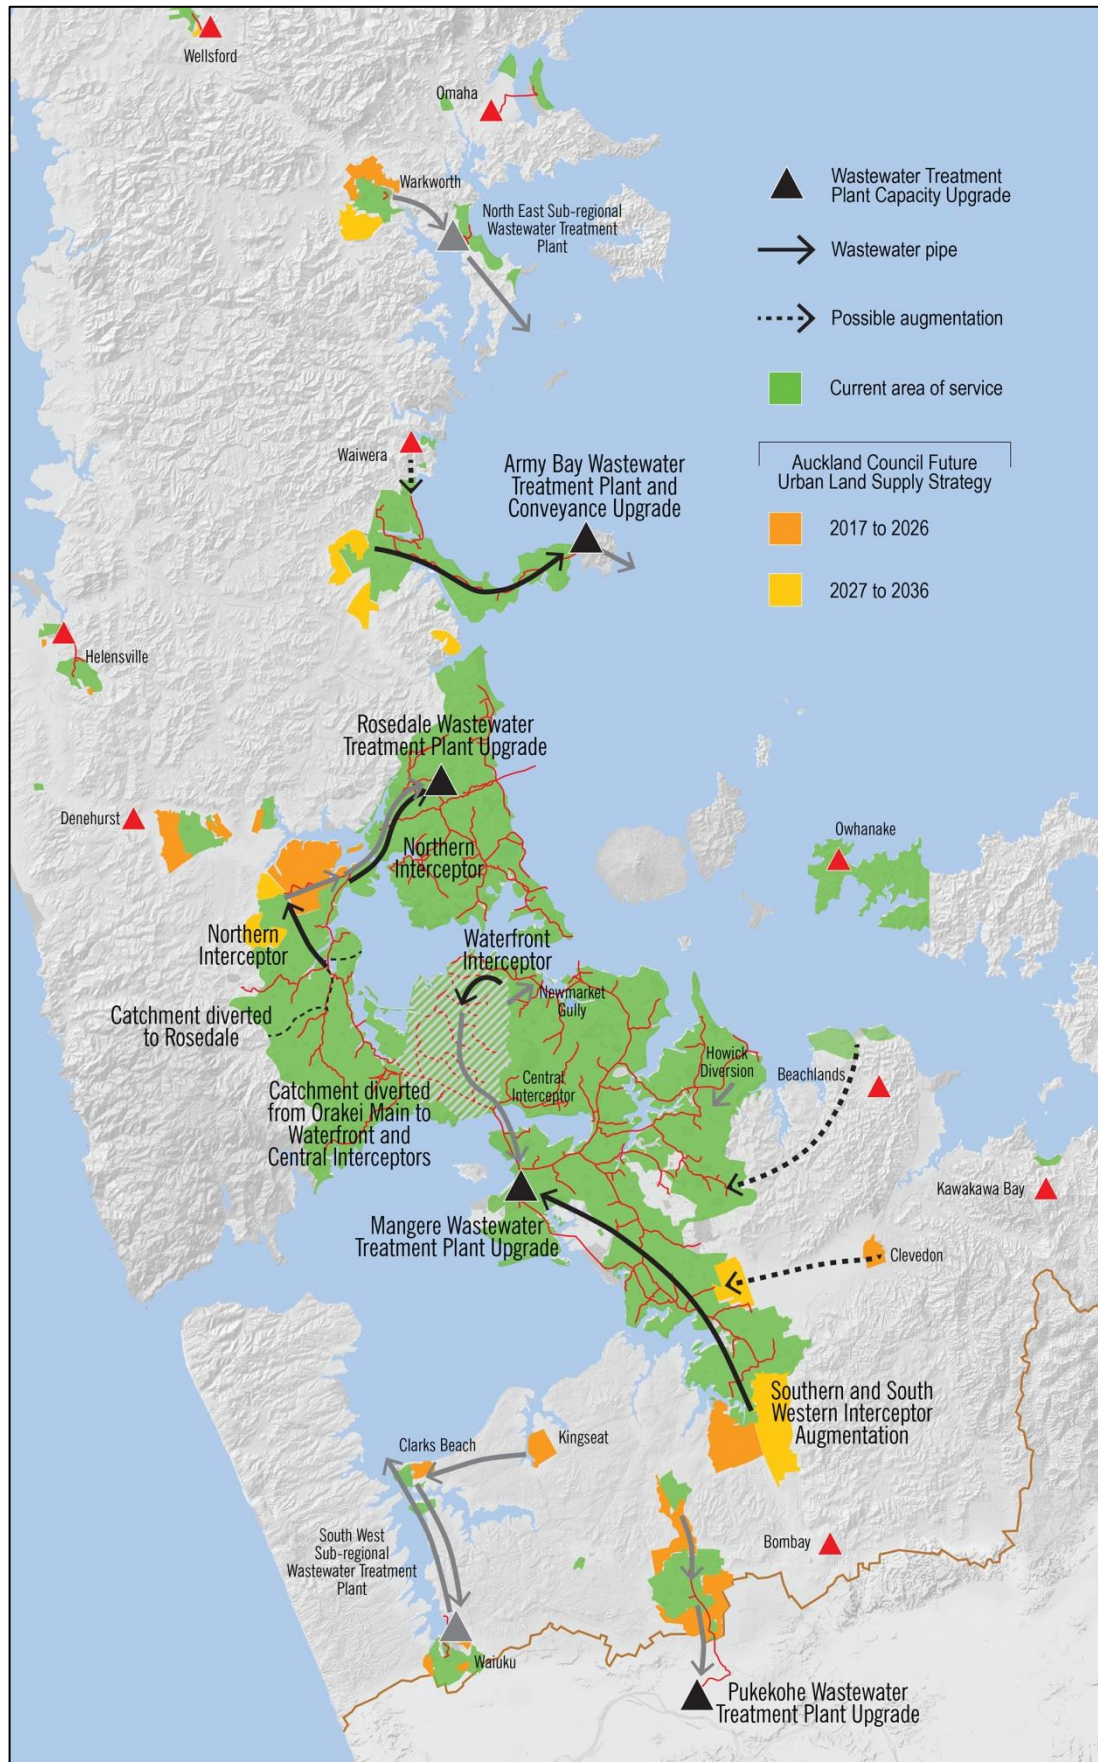 Wellsford
Omaha
Warkworth
North East Sub-regional
Wastewater Treatment
Plant
Wastewater Treatment
Plant Capacity Upgrade
Wastewater pipe
Possible augmentation
Current area of service
Auckland Council Future
Urban Land Supply Strategy
2017 to 2026
2027 to 2036
Waiwera
Army Bay Wastewater
Treatment Plant and
Conveyance Upgrade
Helensville
Rosedale Wastewater
Treatment Plant Upgrade
Denehurst
Northern
Interceptor
Owhanake
Northern
Interceptor
Waterfront
Interceptor
Newmarket
Gully
Catchment diverted
to Rosedale
Howick
Diversion
Beachlands
Central
Interceptor
Catchment diverted
from Orakei Main to
Waterfront and
Central Interceptors
Kawakawa Bay
Mangere Wastewater
Treatment Plant Upgrade
Clevedon
Southern and South
Western Interceptor
Augmentation
Clarks Beach
Kingseat
South West
Sub-regional
Wastewater Treatment
Plant
Bombay
Waiuku
Pukekohe Wastewater
Treatment Plant Upgrade